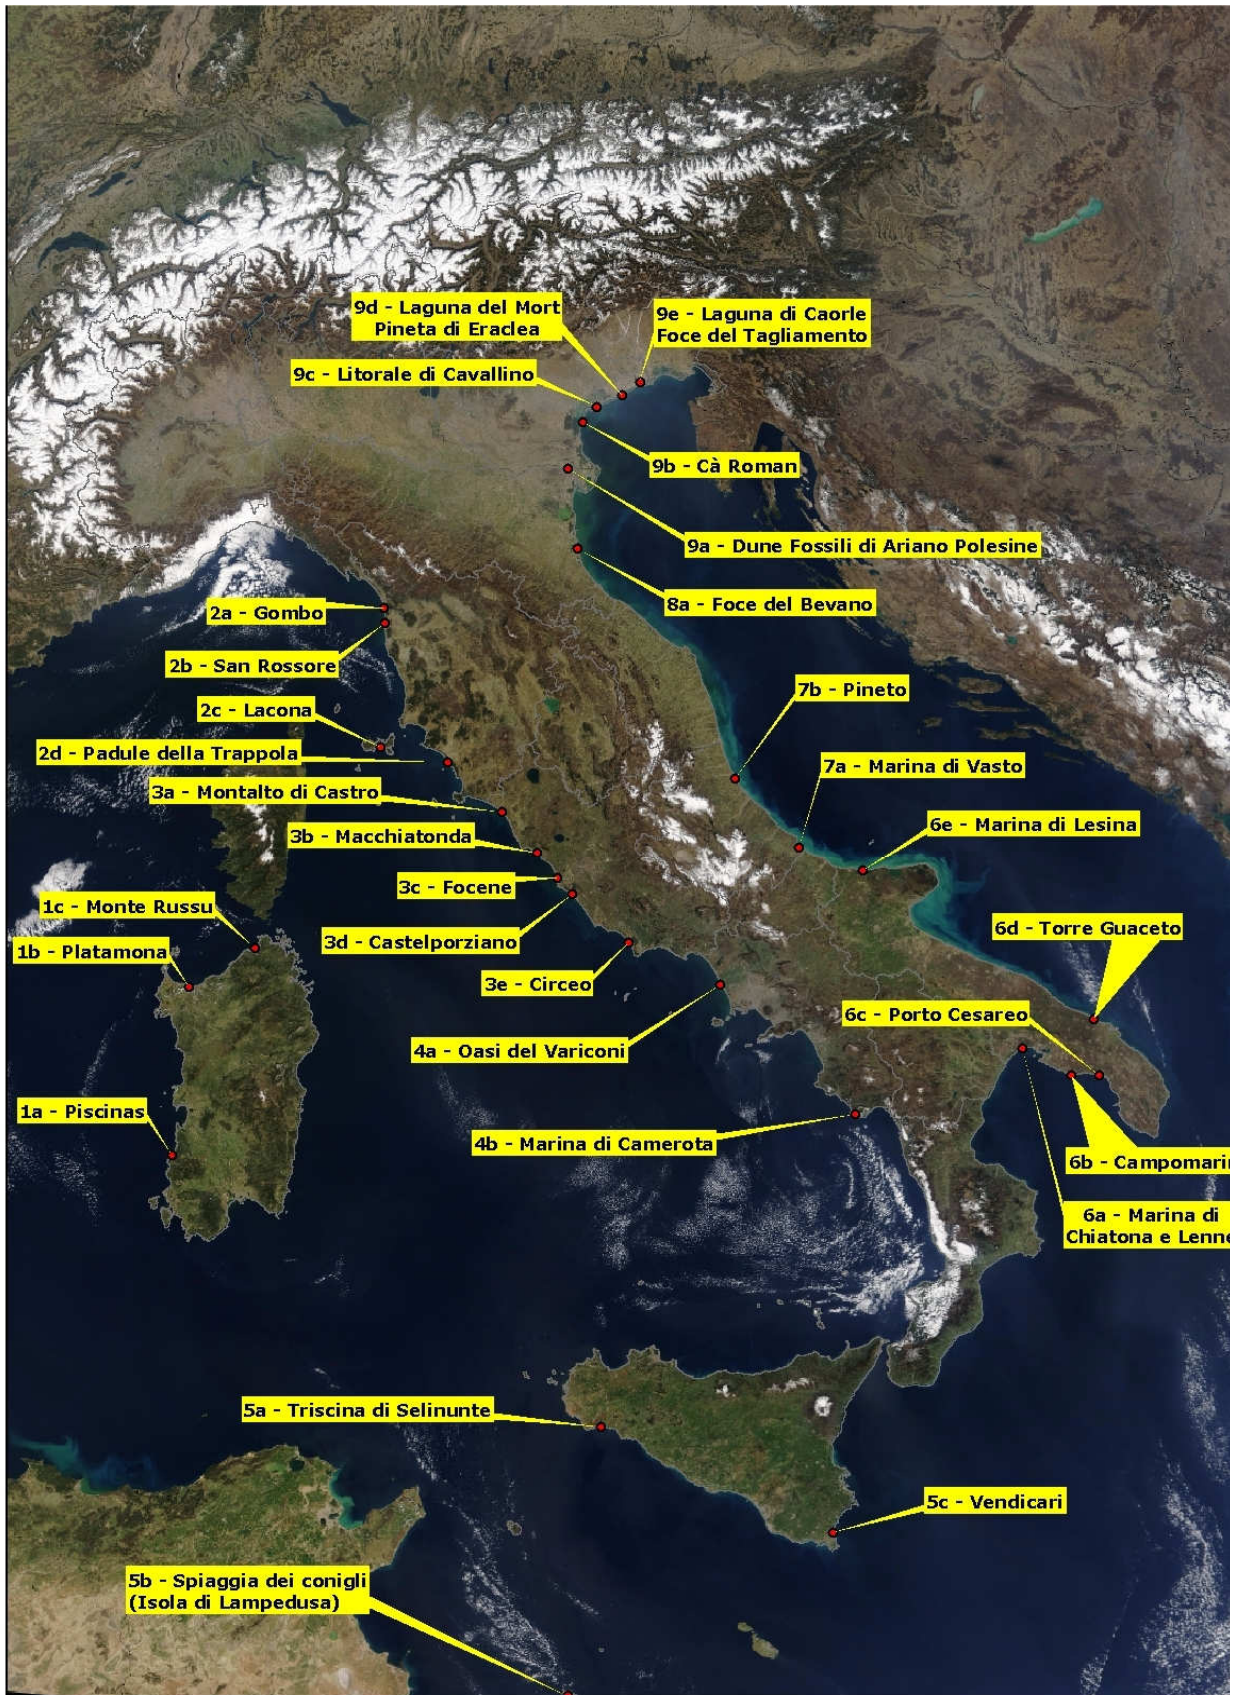 9d - Laguna del Mort
Pineta di Eraclea
9e - Laguna di Caorle
Foce del Tagliamento
9c - Litorale di Cavallino
9b - Cà Roman
9a - Dune Fossili di Ariano Polesine
8a - Foce del Bevano
2a - Gombo
2b - San Rossore
7b - Pineto
2c - Lacona
2d - Padule della Trappola
7a - Marina di Vasto
3a - Montalto di Castro
6e - Marina di Lesina
3b - Macchiatonda
3c - Focene
1c - Monte Russu
6d - Torre Guaceto
3d - Castelporziano
1b - Platamona
3e - Circeo
6c - Porto Cesareo
4a - Oasi del Variconi
1a - Piscinas
4b - Marina di Camerota
6b - Campomari
6a - Marina di
Chiatona e Lenne
5a - Triscina di Selinunte
5c - Vendicari
5b - Spiaggia dei conigli
(Isola di Lampedusa)